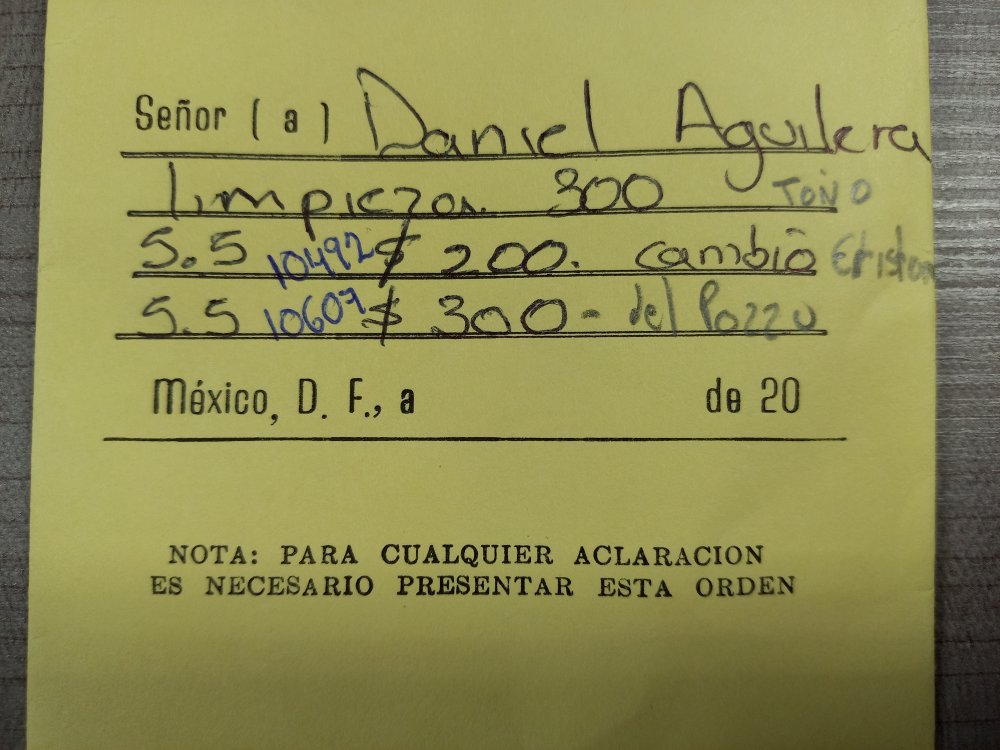 Señor ( a ) Daniel Aguilera
limpieza 300 TOÑO
5.5 10492 $ 200. cambio
5.5 10607 $ 300 - del Pozzo
México, D. F., a de 20
NOTA: PARA CUALQUIER ACLARACION
ES NECESARIO PRESENTAR ESTA ORDEN